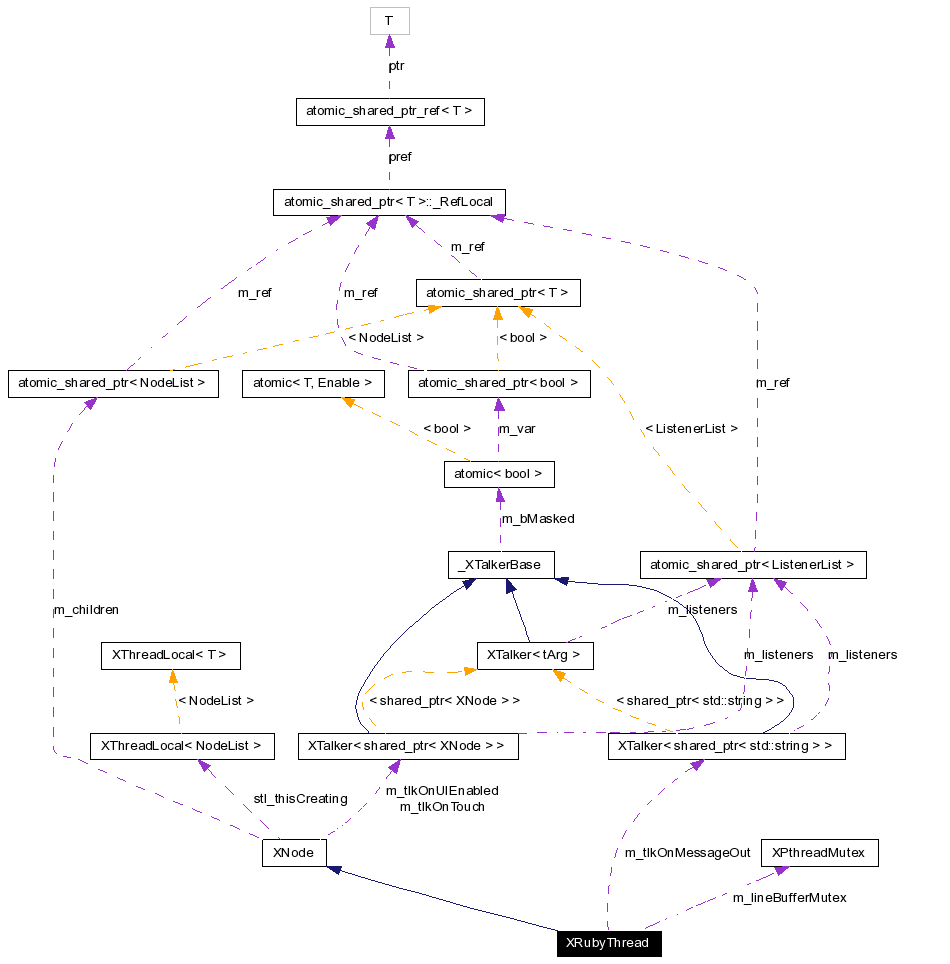 T
ptr
atomic_shared_ptr_ref< T >
pref
atomic_shared_ptr< T >::_RefLocal
m_ref
atomic_shared_ptr< T >
m_ref
m_ref
< NodeList >
< bool >
m_ref
atomic_shared_ptr< NodeList >
atomic< T, Enable >
atomic_shared_ptr< bool >
< bool >
m_var
< ListenerList >
atomic< bool >
m_bMasked
_XTalkerBase
atomic_shared_ptr< ListenerList >
m_children
m_listeners
XThreadLocal< T >
XTalker< tArg >
m_listeners
m_listeners
< NodeList >
< shared_ptr< XNode > >
< shared_ptr< std::string > >
XThreadLocal< NodeList >
XTalker< shared_ptr< XNode > >
XTalker< shared_ptr< std::string > >
stl_thisCreating
m_tlkOnUIEnabled
m_tlkOnTouch
XNode
m_tlkOnMessageOut
XPthreadMutex
m_lineBufferMutex
XRubyThread